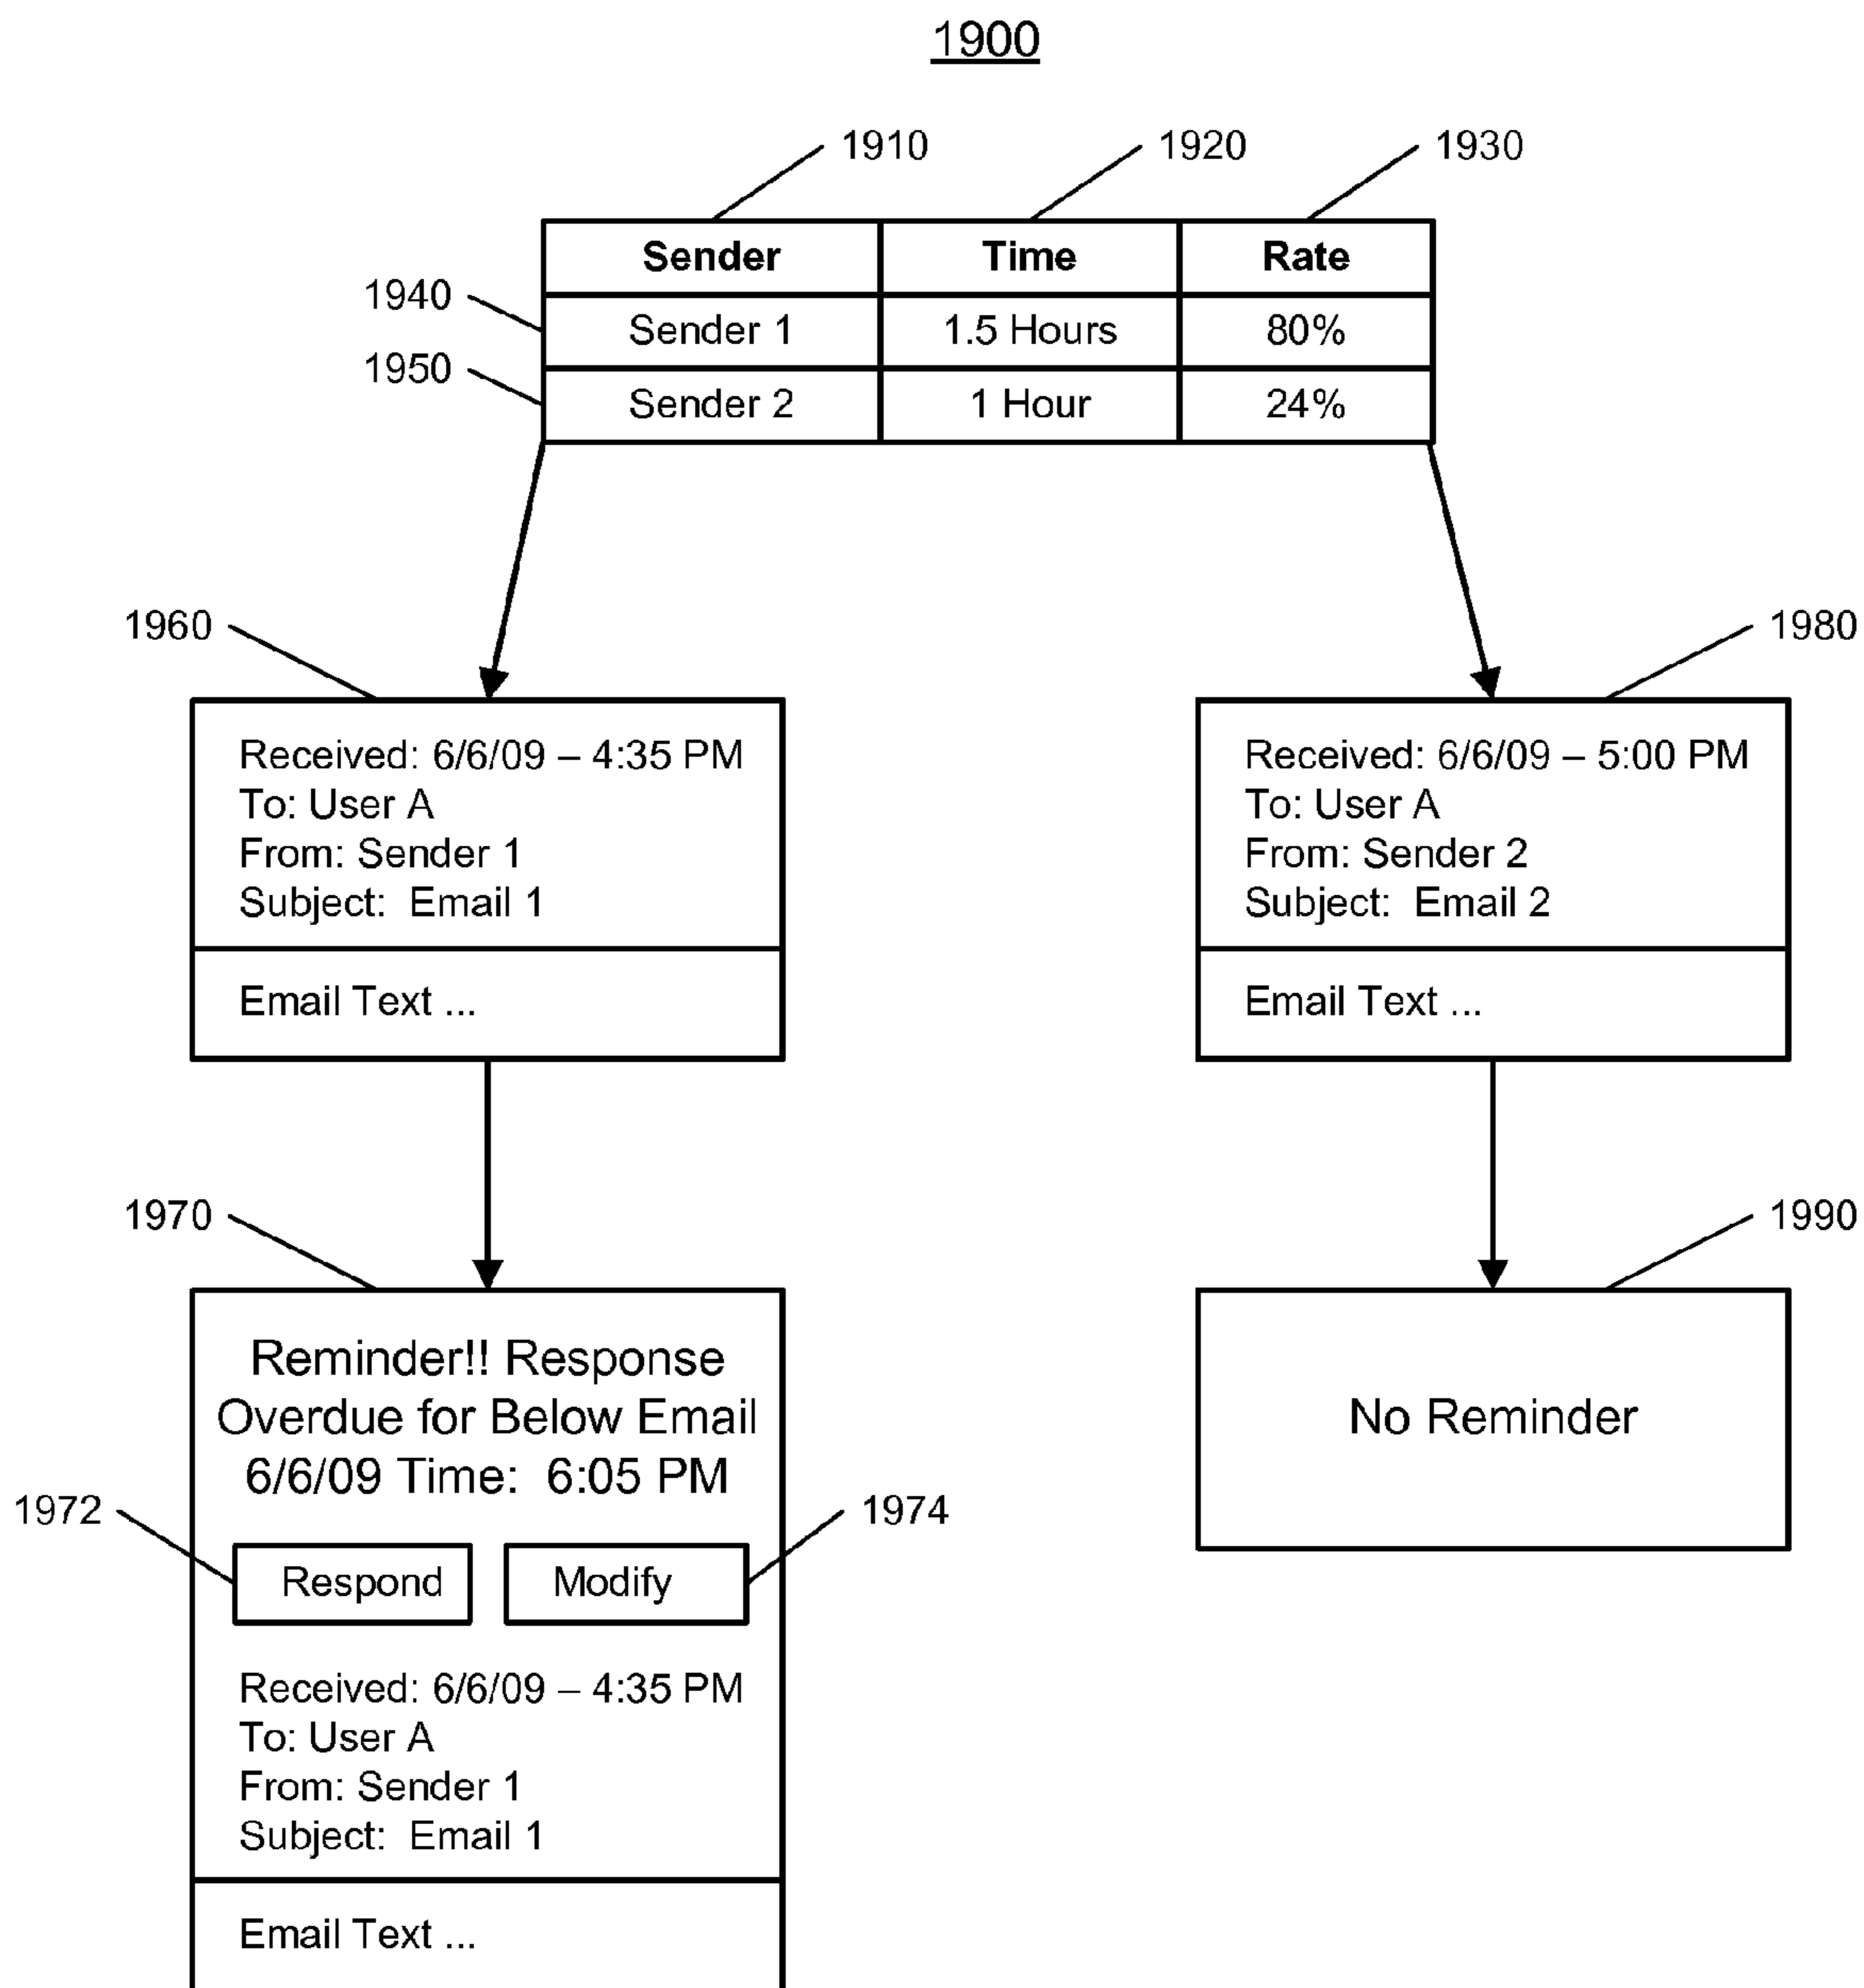 1900
1910 1920 1930
Sender Time Rate
1940
Sender 1 1.5 Hours 80%
1950
Sender 2 1 Hour 24%
1960
1980
Received: 6/6/09 – 4:35 PM
To: User A
From: Sender 1
Subject:  Email 1
Email Text ...
Received: 6/6/09 – 5:00 PM
To: User A
From: Sender 2
Subject:  Email 2
Email Text ...
1970
1990
Reminder!! Response
Overdue for Below Email
6/6/09 Time:  6:05 PM
1972
1974
Respond Modify
Received: 6/6/09 – 4:35 PM
To: User A
From: Sender 1
Subject:  Email 1
Email Text ...
No Reminder